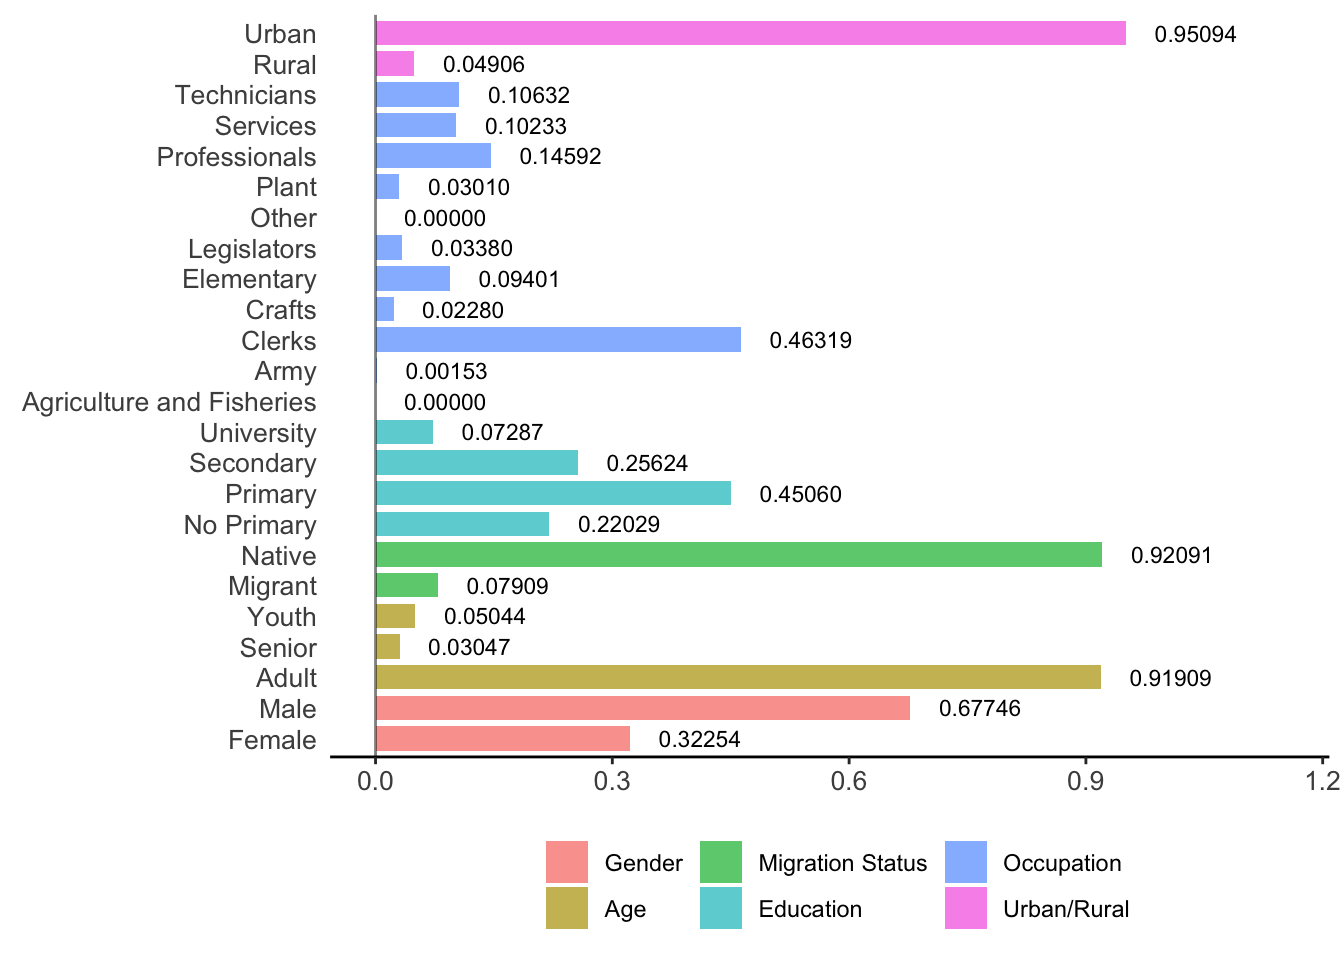 Urban 0.95094
Rural 0.04906
Technicians 0.10632
Services 0.10233
Professionals 0.14592
Plant 0.03010
Other 0.00000
Legislators 0.03380
Elementary 0.09401
Crafts 0.02280
Clerks 0.46319
Army 0.00153
Agriculture and Fisheries 0.00000
University 0.07287
Secondary 0.25624
Primary 0.45060
No Primary 0.22029
Native 0.92091
Migrant 0.07909
Youth 0.05044
Senior 0.03047
Adult 0.91909
Male 0.67746
Female 0.32254
0.0 0.3 0.6 0.9 1.2
Gender Migration Status Occupation
Age Education Urban/Rural